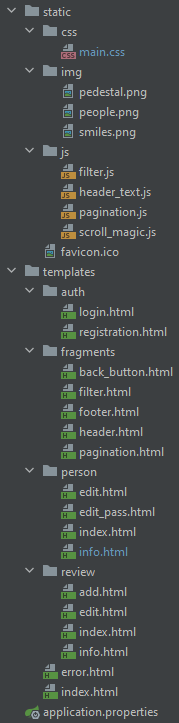 static
css
main.css
img
pedestal.png
people.png
smiles.png
js
filter.js
header_text.js
pagination.js
scroll_magic.js
favicon.ico
templates
auth
login.html
registration.html
fragments
back_button.html
filter.html
footer.html
header.html
pagination.html
person
edit.html
edit_pass.html
index.html
info.html
review
add.html
edit.html
index.html
info.html
error.html
index.html
application.properties